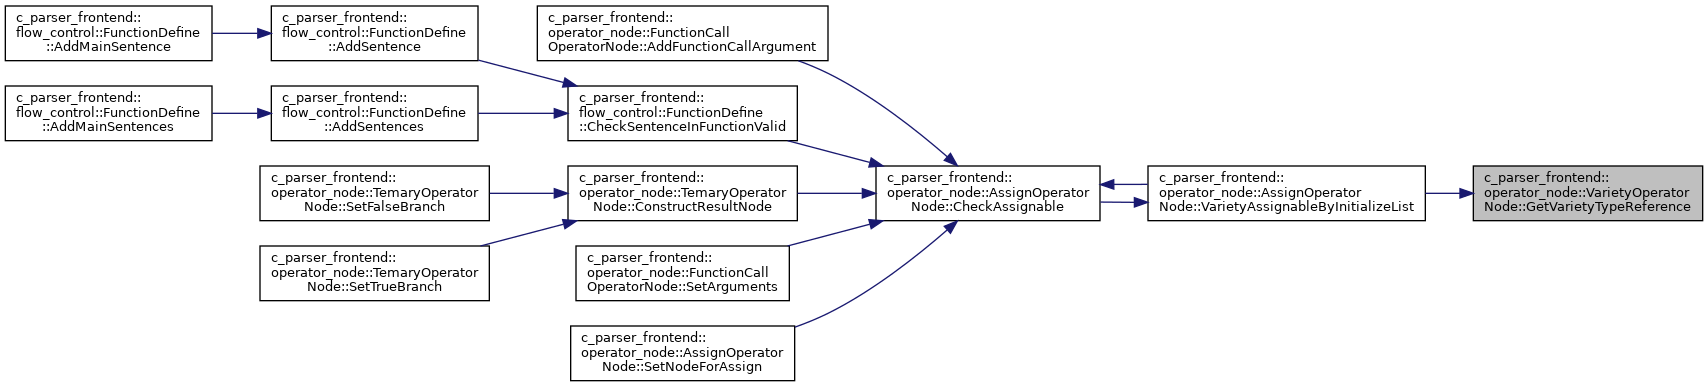 c_parser_frontend::
flow_control::FunctionDefine
::AddMainSentence
c_parser_frontend::
flow_control::FunctionDefine
::AddSentence
c_parser_frontend::
operator_node::FunctionCall
OperatorNode::AddFunctionCallArgument
c_parser_frontend::
flow_control::FunctionDefine
::AddMainSentences
c_parser_frontend::
flow_control::FunctionDefine
::AddSentences
c_parser_frontend::
flow_control::FunctionDefine
::CheckSentenceInFunctionValid
c_parser_frontend::
operator_node::TemaryOperator
Node::SetFalseBranch
c_parser_frontend::
operator_node::TemaryOperator
Node::ConstructResultNode
c_parser_frontend::
operator_node::AssignOperator
Node::CheckAssignable
c_parser_frontend::
operator_node::AssignOperator
Node::VarietyAssignableByInitializeList
c_parser_frontend::
operator_node::VarietyOperator
Node::GetVarietyTypeReference
c_parser_frontend::
operator_node::TemaryOperator
Node::SetTrueBranch
c_parser_frontend::
operator_node::FunctionCall
OperatorNode::SetArguments
c_parser_frontend::
operator_node::AssignOperator
Node::SetNodeForAssign